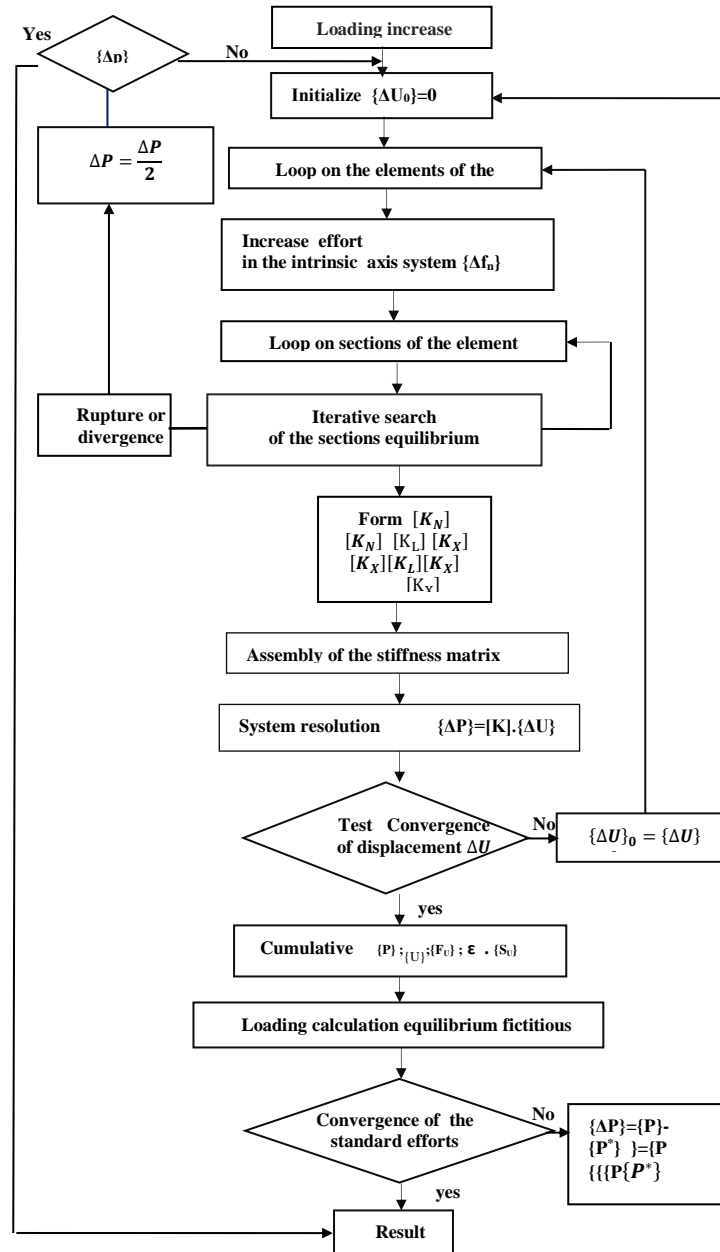 Yes
{Δp}
No
Loading increase
Initialize {ΔU₀}=0
ΔP = ΔP/2
Loop on the elements of the
Increase effort
in the intrinsic axis system {Δfₙ}
Loop on sections of the element
Rupture or
divergence
Iterative search
of the sections equilibrium
Form [K_N]
[K_N] [K_L] [K_X]
[K_X][K_L][K_X]
Assembly of the stiffness matrix
System resolution {ΔP}=[K].{ΔU}
Test Convergence
of displacement ΔU
No
{ΔU}₀ = {ΔU}
yes
Cumulative {P} ; {U} ;{F_U} ; ε . {S_U}
Loading calculation equilibrium fictitious
Convergence of the
standard efforts
No
{ΔP}={P}-
{P*} }={P
{{{P{P*}
yes
Result